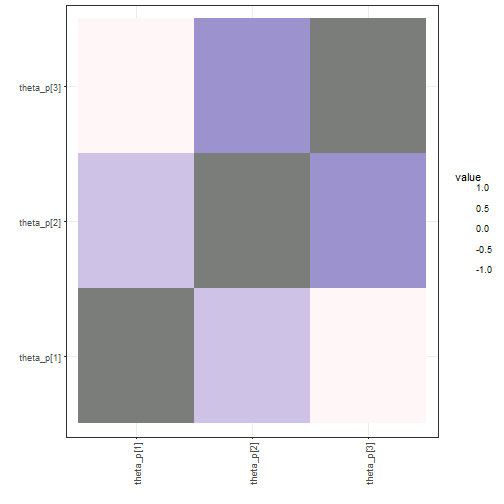 theta_p[3]
theta_p[2]
theta_p[1]
theta_p[1]
theta_p[2]
theta_p[3]
value
1.0
0.5
0.0
-0.5
-1.0